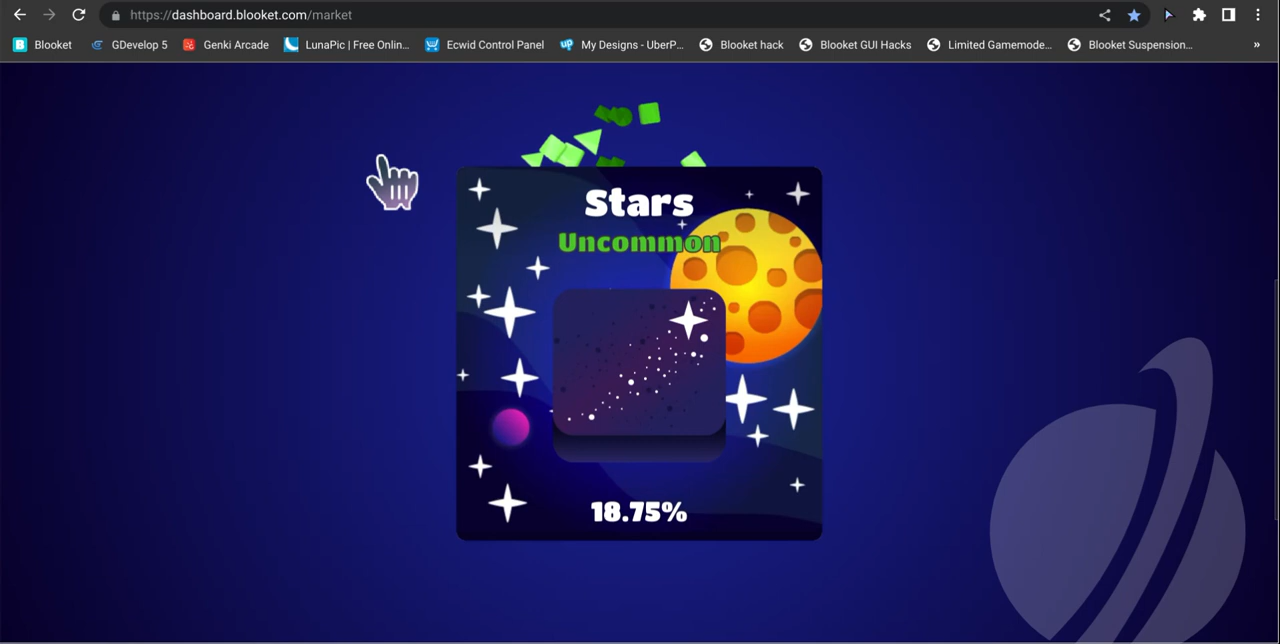 https://dashboard.blooket.com/market
B Blooket GDevelop 5 Genki Arcade LunaPic | Free Onlin... Ecwid Control Panel UP My Designs - UberP... Blooket hack Blooket GUI Hacks Limited Gamemode... Blooket Suspension... »
Stars
Uncommon
18.75%